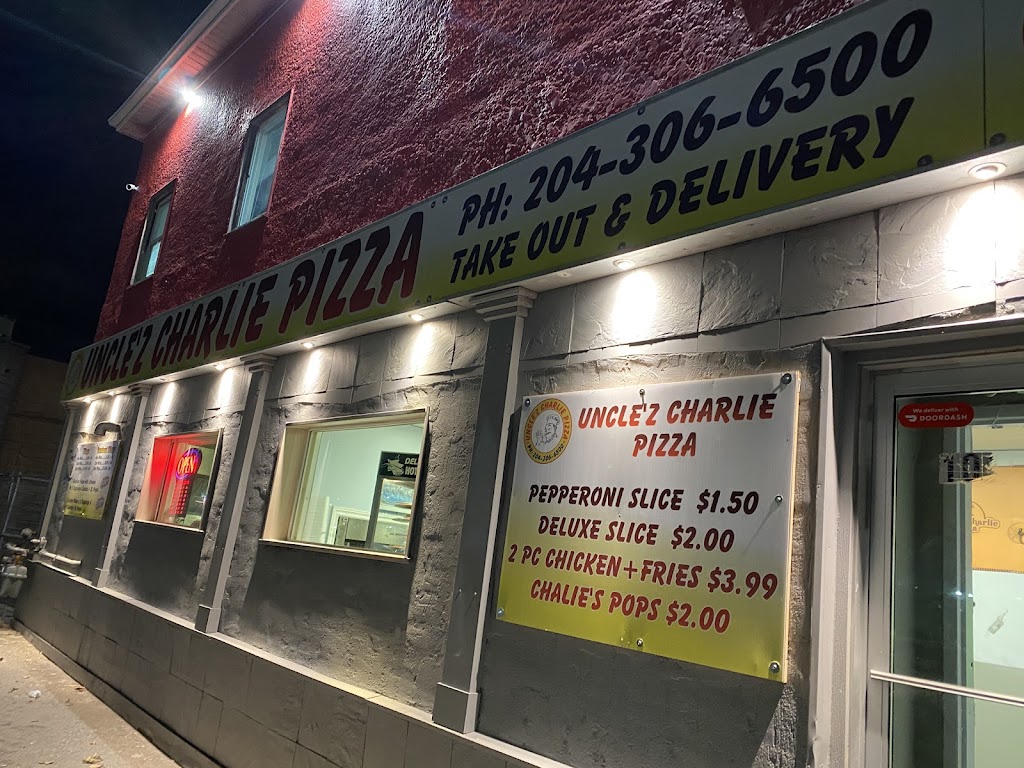 UNCLE'Z CHARLIE PIZZA
PH: 204-306-6500
TAKE OUT & DELIVERY
OPEN
UNCLE'Z CHARLIE
PIZZA
PEPPERONI SLICE $1.50
DELUXE SLICE $2.00
2 PC CHICKEN+FRIES $3.99
CHALIE'S POPS $2.00
We deliver with
DOORDASH